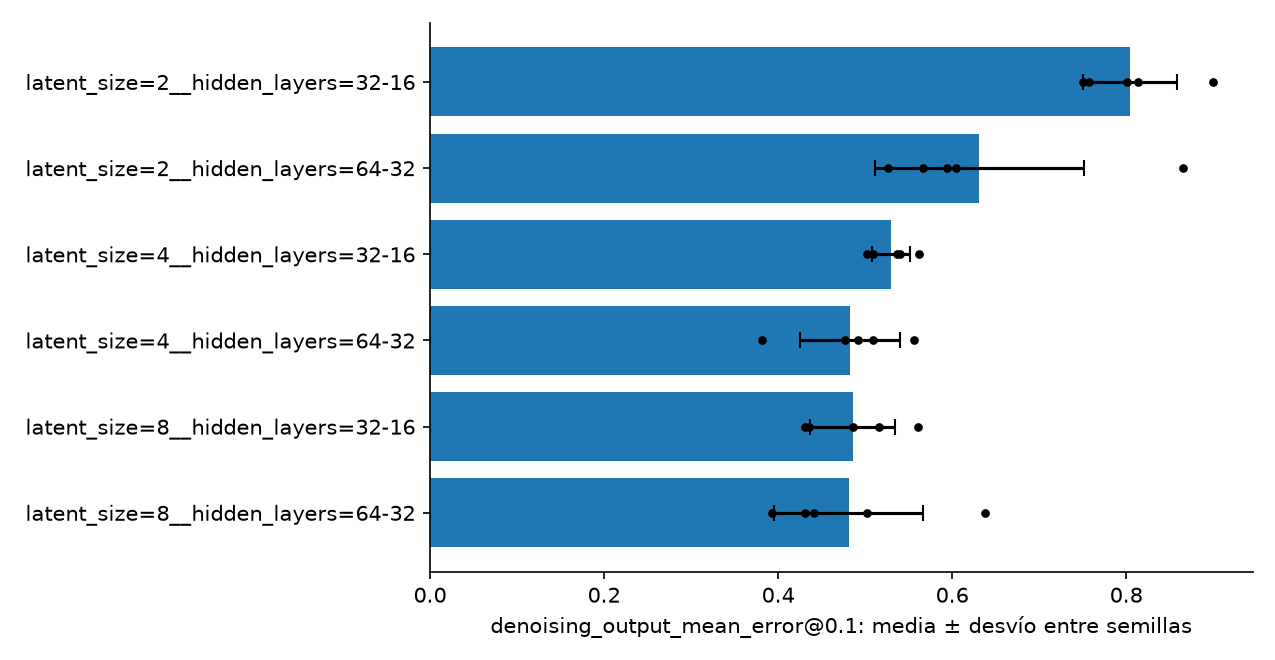 latent_size=2__hidden_layers=32-16
latent_size=2__hidden_layers=64-32
latent_size=4__hidden_layers=32-16
latent_size=4__hidden_layers=64-32
latent_size=8__hidden_layers=32-16
latent_size=8__hidden_layers=64-32
0.0 0.2 0.4 0.6 0.8
denoising_output_mean_error@0.1: media ± desvío entre semillas